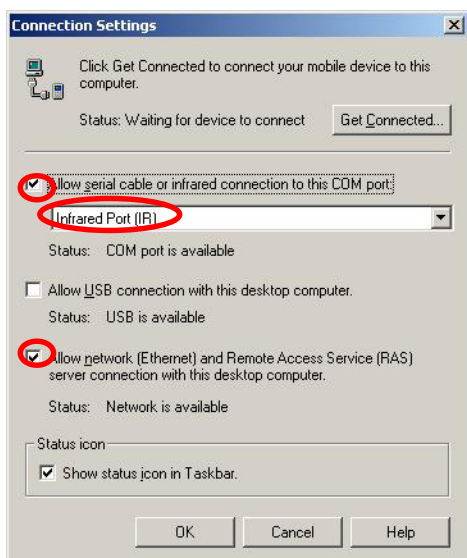 Connection Settings
Click Get Connected to connect your mobile device to this
computer.
Status: Waiting for device to connect
Get Connected...
Allow serial cable or infrared connection to this COM port:
Infrared Port (IR)
Status: COM port is available
Allow USB connection with this desktop computer.
Status: USB is available
Allow network (Ethernet) and Remote Access Service (RAS)
server connection with this desktop computer.
Status: Network is available
Status icon
Show status icon in Taskbar.
OK
Cancel
Help